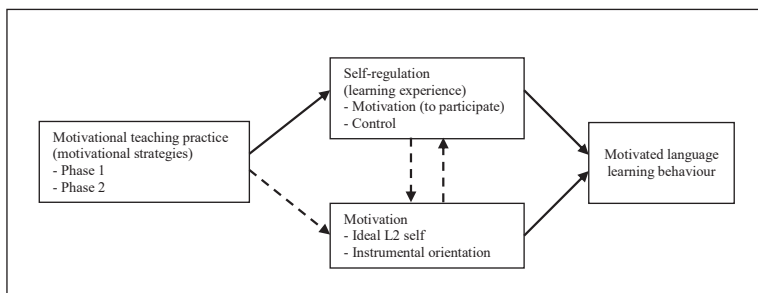 Self-regulation
(learning experience)
- Motivation (to participate)
- Control
Motivational teaching practice
(motivational strategies)
- Phase 1
- Phase 2
Motivated language
learning behaviour
Motivation
- Ideal L2 self
- Instrumental orientation